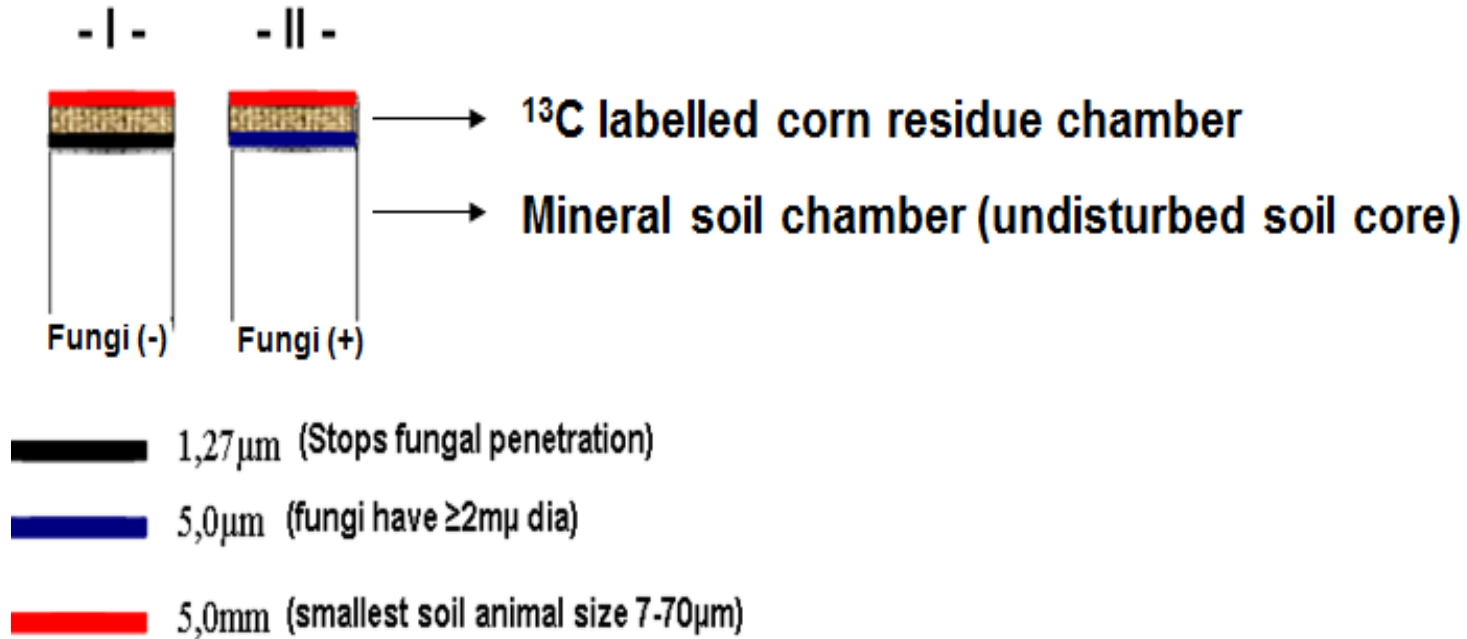 - I - - II -
¹³C labelled corn residue chamber
Mineral soil chamber (undisturbed soil core)
Fungi (-) Fungi (+)
1,27µm (Stops fungal penetration)
5,0µm (fungi have ≥2mµ dia)
5,0mm (smallest soil animal size 7-70µm)